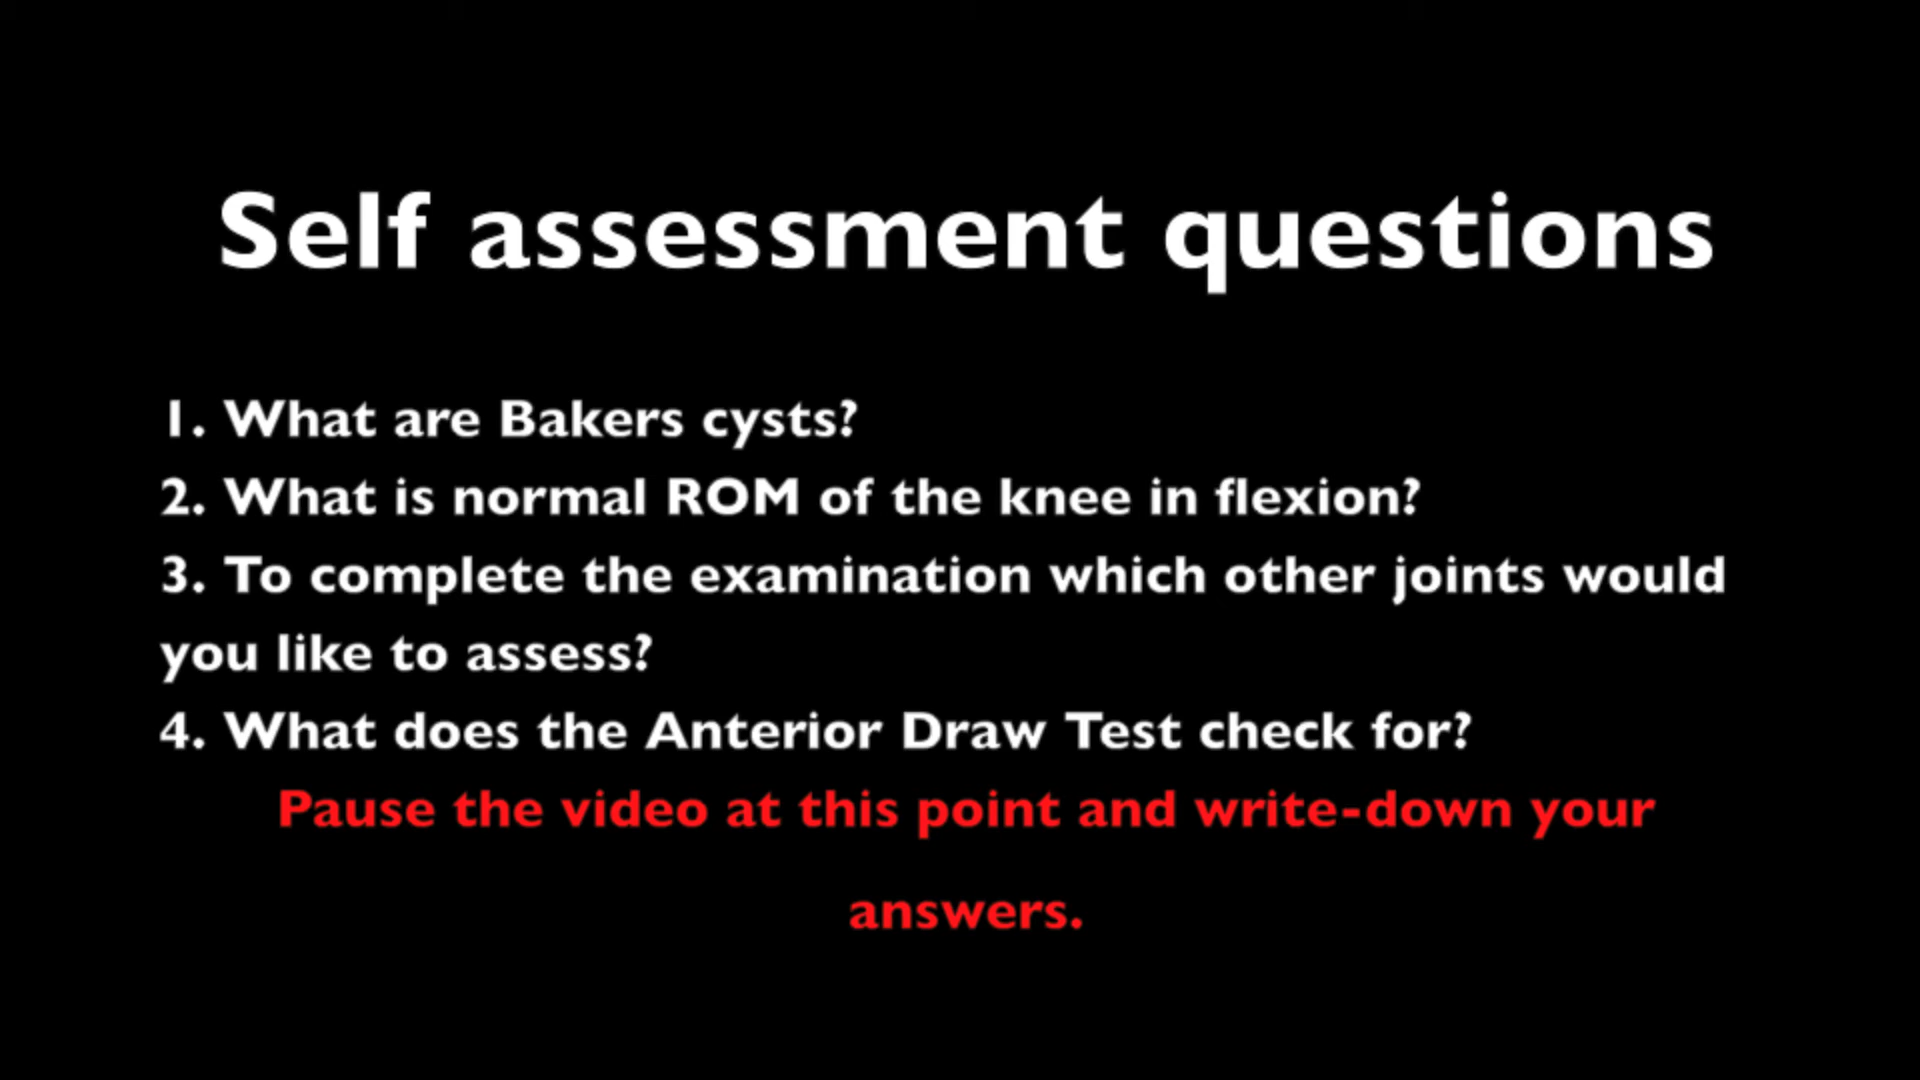 Self assessment questions
1. What are Bakers cysts?
2. What is normal ROM of the knee in flexion?
3. To complete the examination which other joints would
you like to assess?
4. What does the Anterior Draw Test check for?
Pause the video at this point and write-down your
answers.